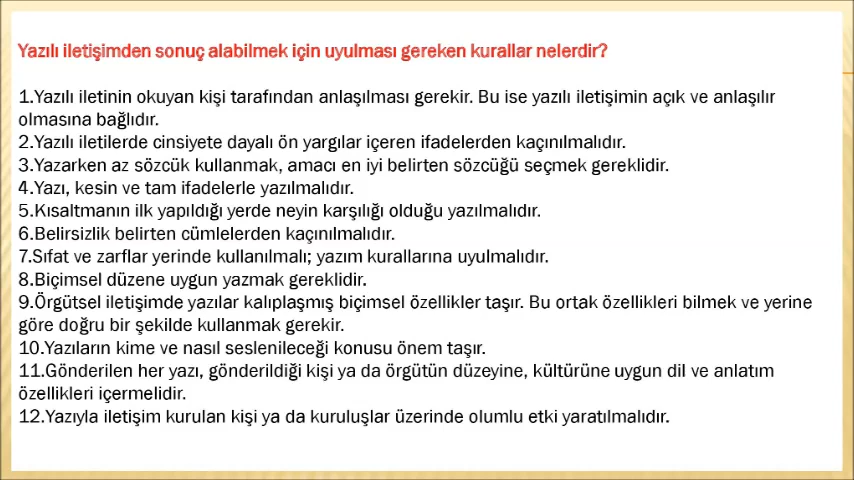 Yazılı iletişimden sonuç alabilmek için uyulması gereken kurallar nelerdir?
1.Yazılı iletinin okuyan kişi tarafından anlaşılması gerekir. Bu ise yazılı iletişimin açık ve anlaşılır
olmasına bağlıdır.
2.Yazılı iletilerde cinsiyete dayalı ön yargılar içeren ifadelerden kaçınılmalıdır.
3.Yazarken az sözcük kullanmak, amacı en iyi belirten sözcüğü seçmek gereklidir.
4.Yazı, kesin ve tam ifadelerle yazılmalıdır.
5.Kısaltmanın ilk yapıldığı yerde neyin karşılığı olduğu yazılmalıdır.
6.Belirsizlik belirten cümlelerden kaçınılmalıdır.
7.Sıfat ve zarflar yerinde kullanılmalı; yazım kurallarına uyulmalıdır.
8.Biçimsel düzene uygun yazmak gereklidir.
9.Örgütsel iletişimde yazılar kalıplaşmış biçimsel özellikler taşır. Bu ortak özellikleri bilmek ve yerine
göre doğru bir şekilde kullanmak gerekir.
10.Yazıların kime ve nasıl seslenileceği konusu önem taşır.
11.Gönderilen her yazı, gönderildiği kişi ya da örgütün düzeyine, kültürüne uygun dil ve anlatım
özellikleri içermelidir.
12.Yazıyla iletişim kurulan kişi ya da kuruluşlar üzerinde olumlu etki yaratılmalıdır.